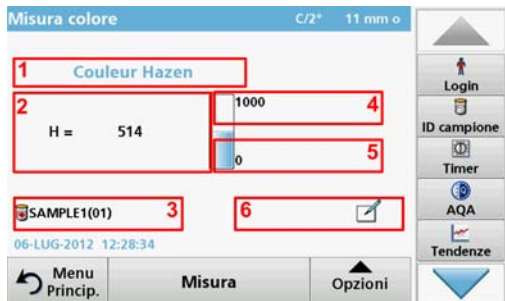 Misura colore C/2° 11 mm o
1 Couleur Hazen
2 H = 514
1000 4
0 5
SAMPLE1(01) 3
6
06-LUG-2012 12:28:34
Menu Princip.
Misura
Opzioni
Login
ID campione
Timer
AQA
Tendenze